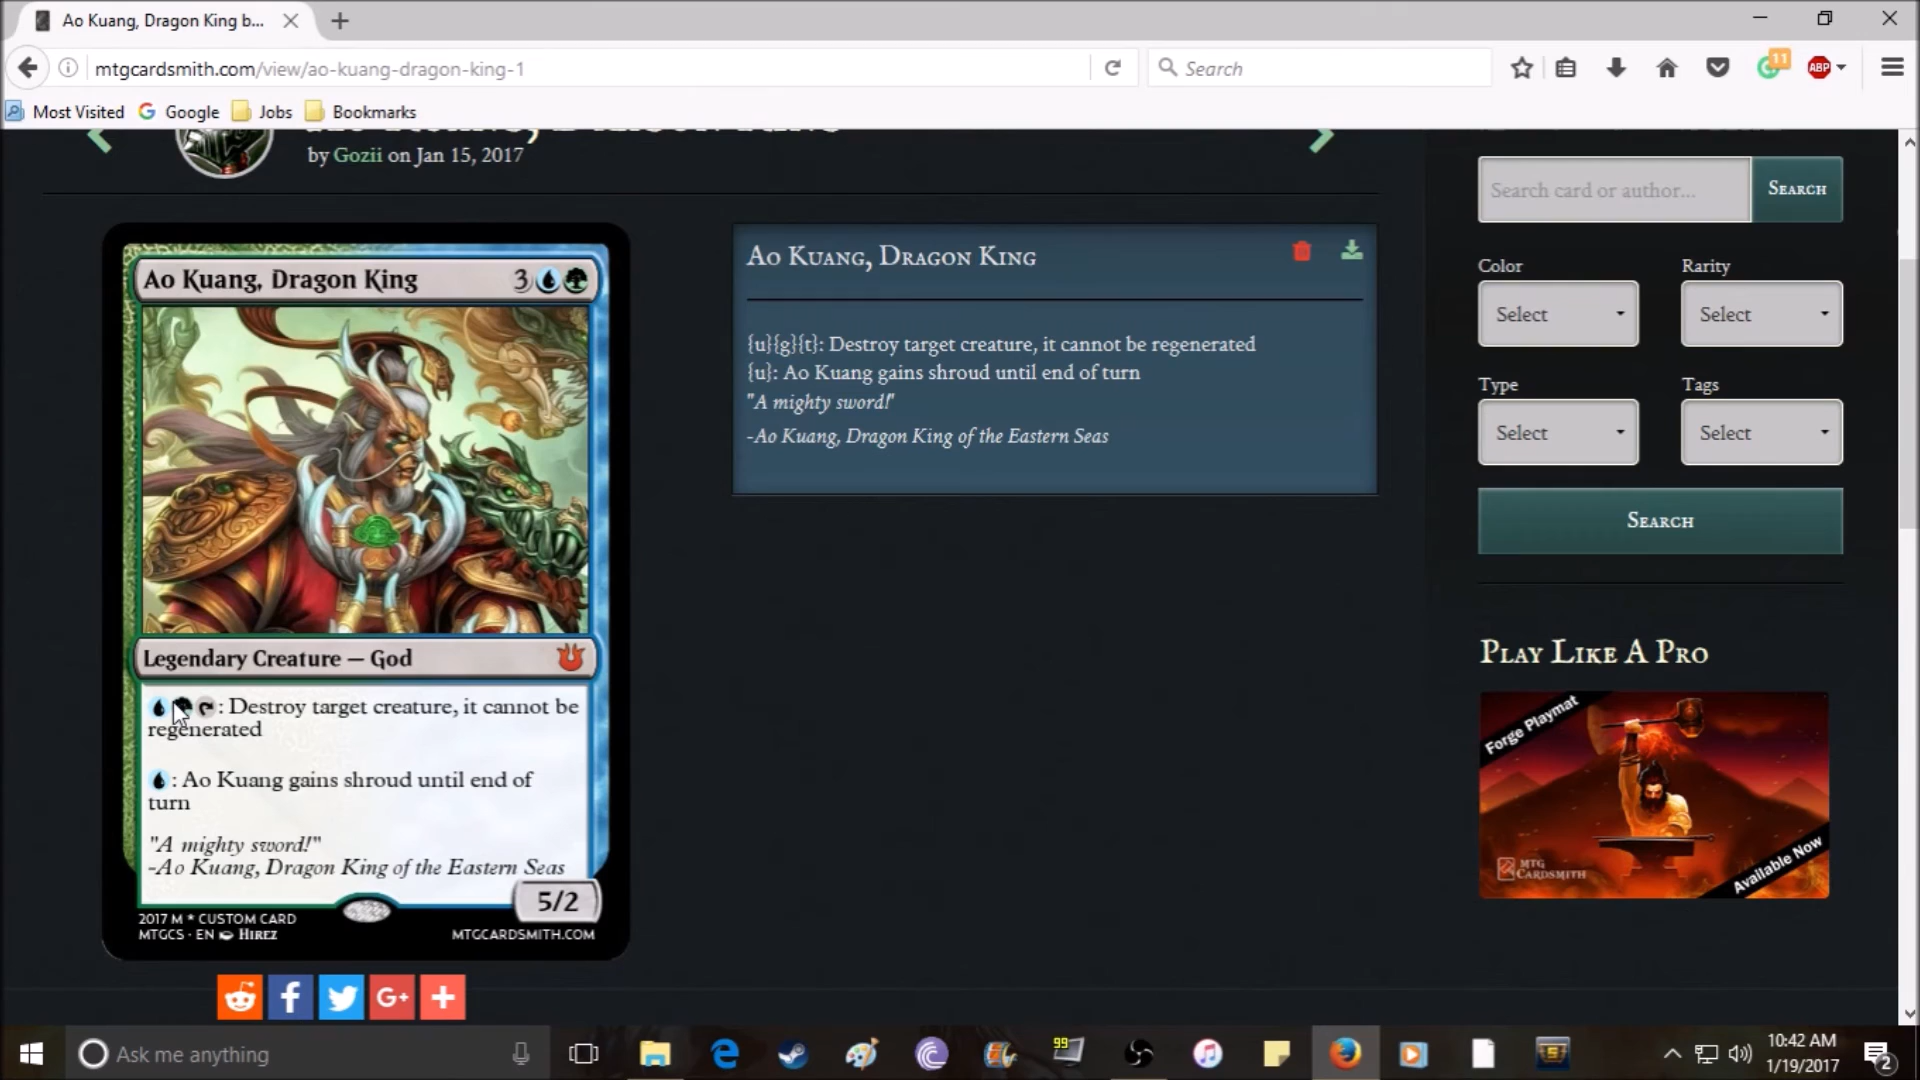 Ao Kuang, Dragon King b...
mtgcardsmith.com/view/ao-kuang-dragon-king-1
Search
11
ABP
Most Visited
Google
Jobs
Bookmarks
by Gozii on Jan 15, 2017
Ao Kuang, Dragon King
3
Legendary Creature — God
: Destroy target creature, it cannot be
regenerated
: Ao Kuang gains shroud until end of
turn
"A mighty sword!"
-Ao Kuang, Dragon King of the Eastern Seas
5/2
2017 M * CUSTOM CARD
MTGCS · EN HIREZ
MTGCARDSMITH.COM
Ao Kuang, Dragon King
{u}{g}{t}: Destroy target creature, it cannot be regenerated
{u}: Ao Kuang gains shroud until end of turn
"A mighty sword!"
-Ao Kuang, Dragon King of the Eastern Seas
Search card or author...
Search
Color
Rarity
Select
Select
Type
Tags
Select
Select
Search
Play Like A Pro
Forge Playmat
MTG
CARDSMITH
Available Now
G+
Ask me anything
99
10:42 AM
1/19/2017
2